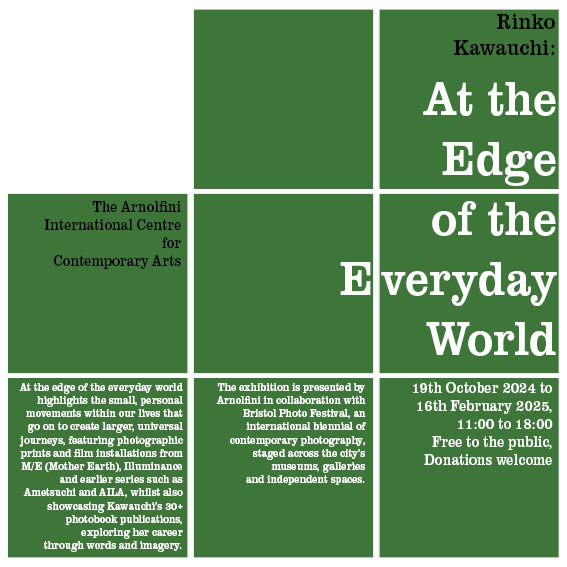 Rinko
Kawauchi:
At the
Edge
of the
Everyday
World
The Arnolfini
International Centre
for
Contemporary Arts
At the edge of the everyday world
highlights the small, personal
movements within our lives that
go on to create larger, universal
journeys, featuring photographic
prints and film installations from
M/E (Mother Earth), Illuminance
and earlier series such as
Ametsuchi and AILA, whilst also
showcasing Kawauchi's 30+
photobook publications,
exploring her career
through words and imagery.
The exhibition is presented by
Arnolfini in collaboration with
Bristol Photo Festival, an
international biennial of
contemporary photography,
staged across the city's
museums, galleries
and independent spaces.
19th October 2024 to
16th February 2025,
11:00 to 18:00
Free to the public,
Donations welcome